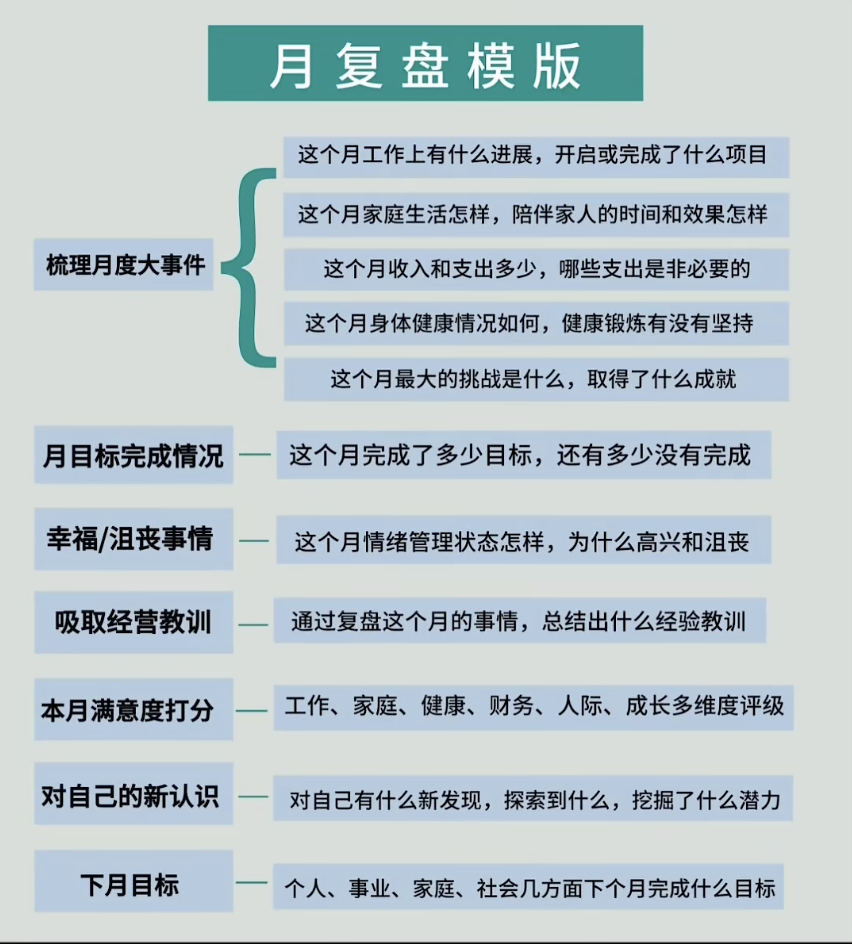 月复盘模版
梳理月度大事件
这个月工作上有什么进展，开启或完成了什么项目
这个月家庭生活怎样，陪伴家人的时间和效果怎样
这个月收入和支出多少，哪些支出是非必要的
这个月身体健康情况如何，健康锻炼有没有坚持
这个月最大的挑战是什么，取得了什么成就
月目标完成情况
这个月完成了多少目标，还有多少没有完成
幸福/沮丧事情
这个月情绪管理状态怎样，为什么高兴和沮丧
吸取经营教训
通过复盘这个月的事情，总结出什么经验教训
本月满意度打分
工作、家庭、健康、财务、人际、成长多维度评级
对自己的新认识
对自己有什么新发现，探索到什么，挖掘了什么潜力
下月目标
个人、事业、家庭、社会几方面下个月完成什么目标